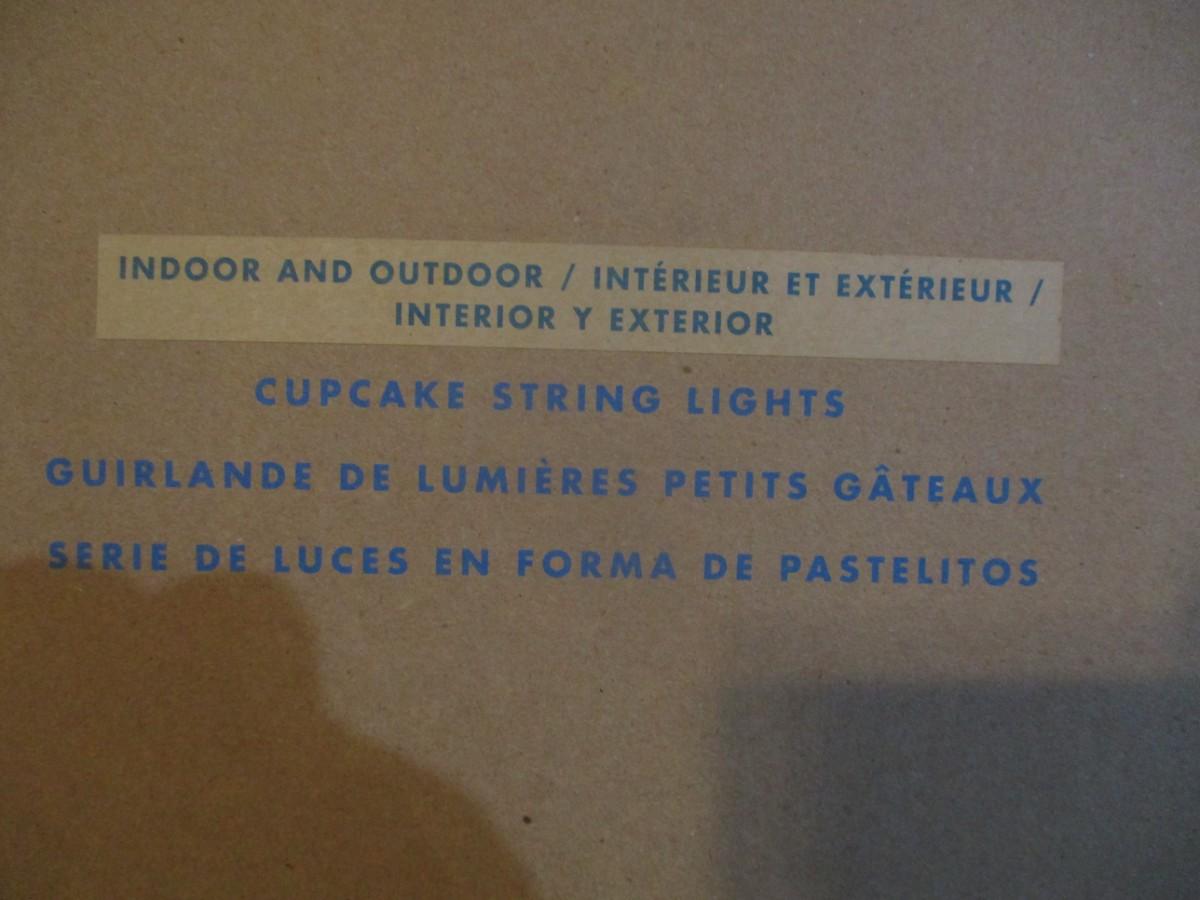 INDOOR AND OUTDOOR / INTÉRIEUR ET EXTÉRIEUR /
INTERIOR Y EXTERIOR
CUPCAKE STRING LIGHTS
GUIRLANDE DE LUMIÈRES PETITS GÂTEAUX
SERIE DE LUCES EN FORMA DE PASTELITOS